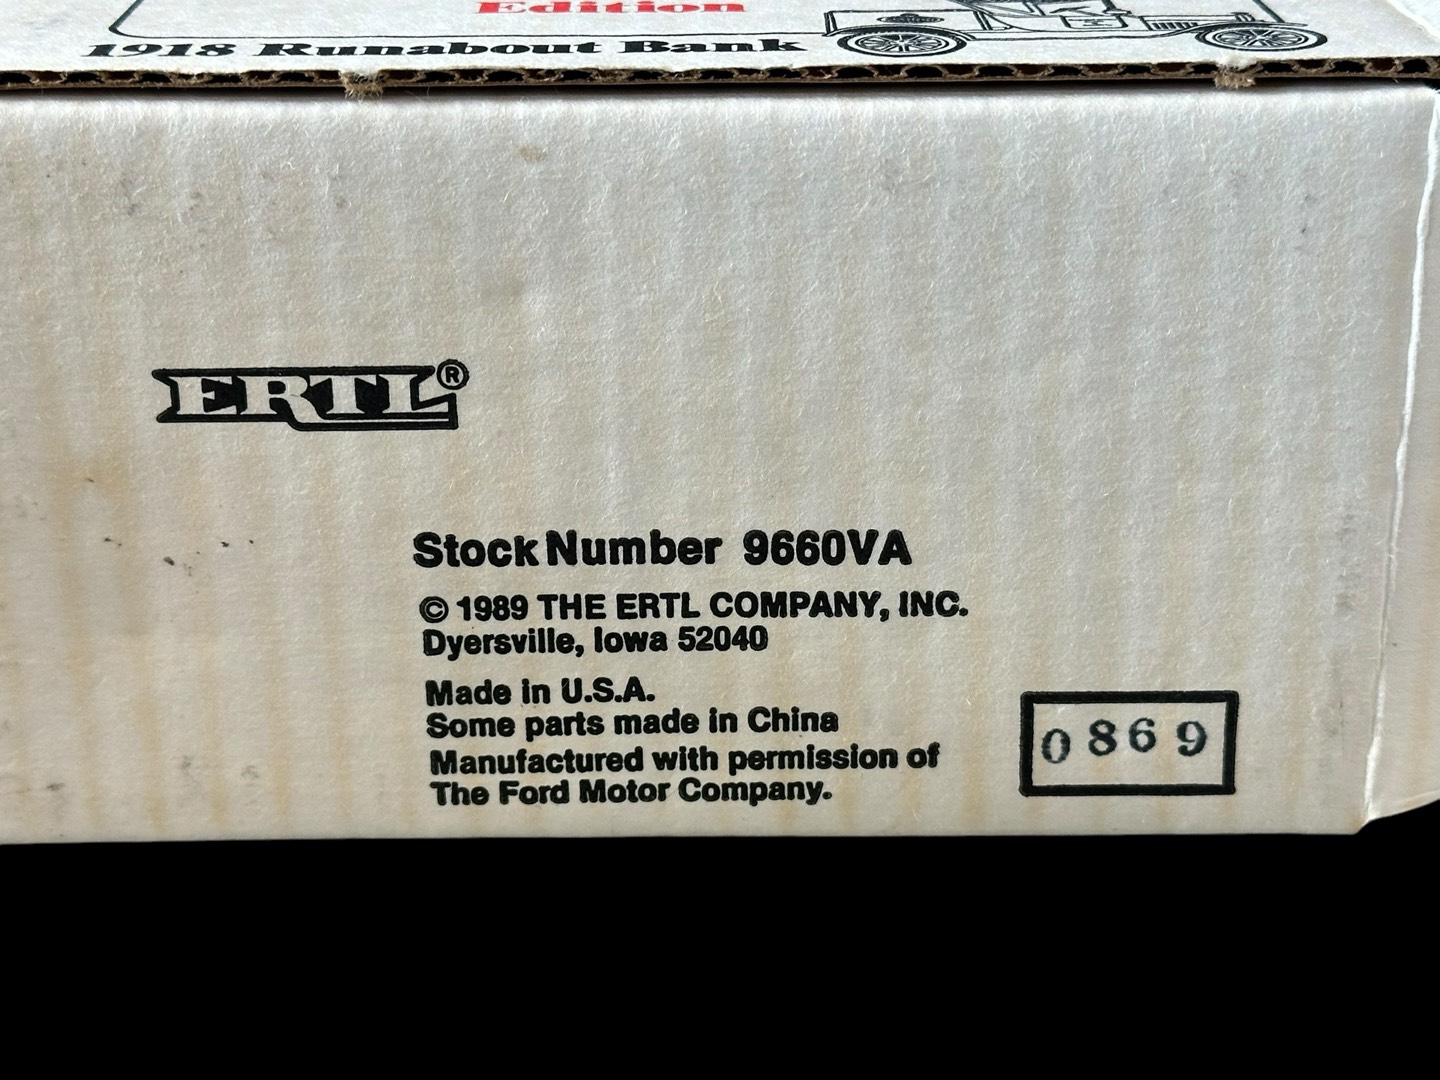 Edition
1918 Runabout Bank
ERTL®
Stock Number 9660VA
© 1989 THE ERTL COMPANY, INC.
Dyersville, Iowa 52040
Made in U.S.A.
Some parts made in China
Manufactured with permission of
The Ford Motor Company.
0869